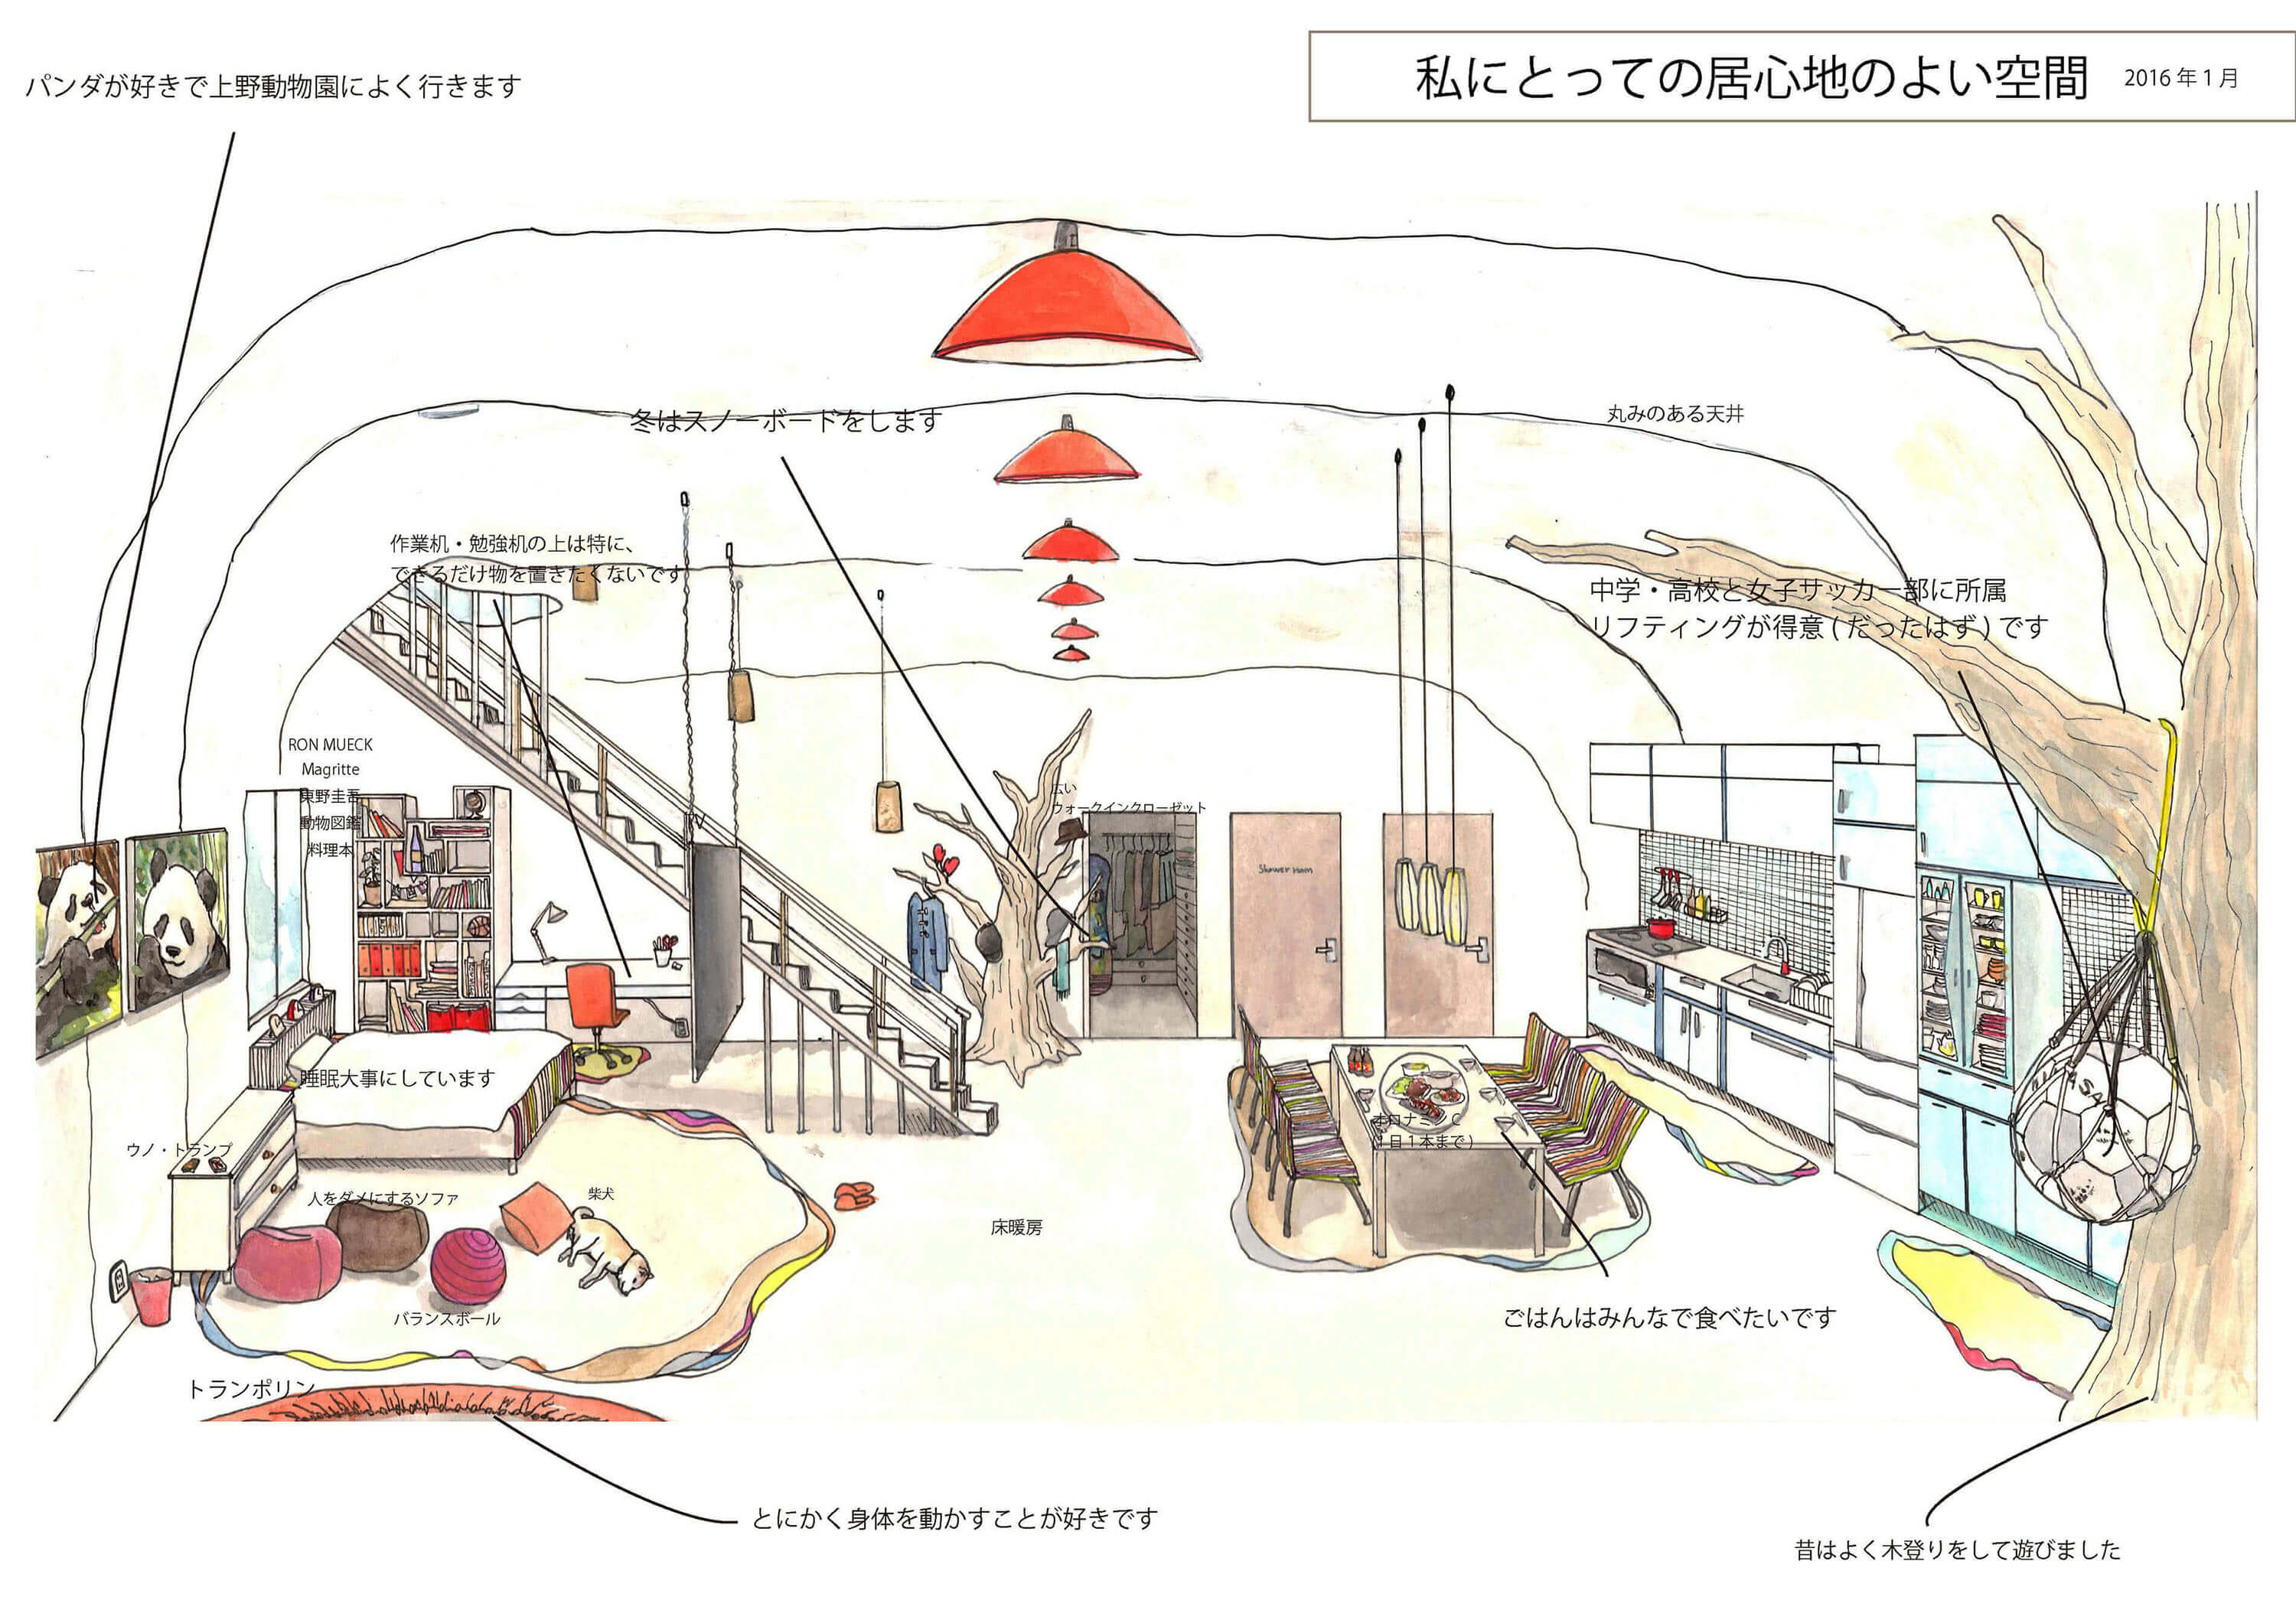 私にとっての居心地のよい空間 2016年1月
パンダが好きで上野動物園によく行きます
冬はスノーボードをします
丸みのある天井
作業机・勉強机の上は特に、
できるだけ物を置きたくないです
中学・高校と女子サッカー部に所属
リフティングが得意(だったはず)です
RON MUECK
Magritte
東野圭吾
動物図鑑
料理本
広い
ウォークインクローゼット
Shower room
睡眠大事にしています
オロナミンC
(1日1本まで)
ウノ・トランプ
人をダメにするソファ
柴犬
床暖房
バランスボール
ごはんはみんなで食べたいです
トランポリン
とにかく身体を動かすことが好きです
昔はよく木登りをして遊びました